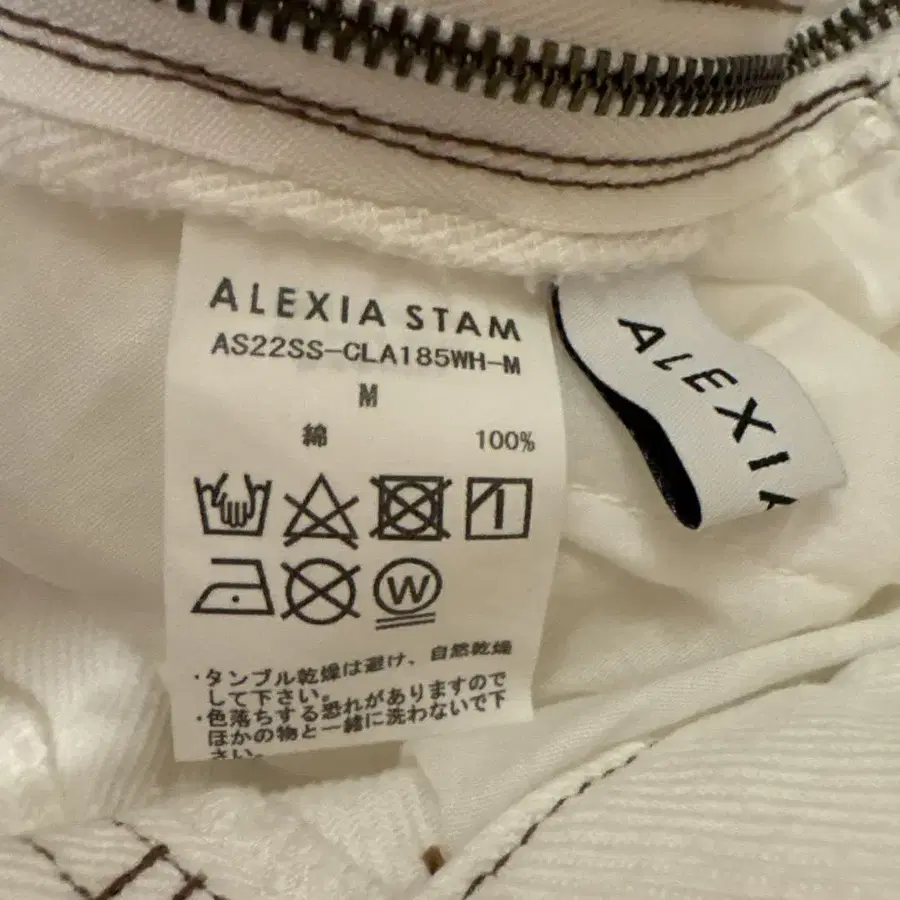 ALEXIA STAM
AS22SS-CLA185WH-M
M
綿 100%
W
・タンブル乾燥は避け、自然乾燥
して下さい。
・色落ちする恐れがありますので
ほかの物と一緒に洗わないで下
さい。
ALEXIA